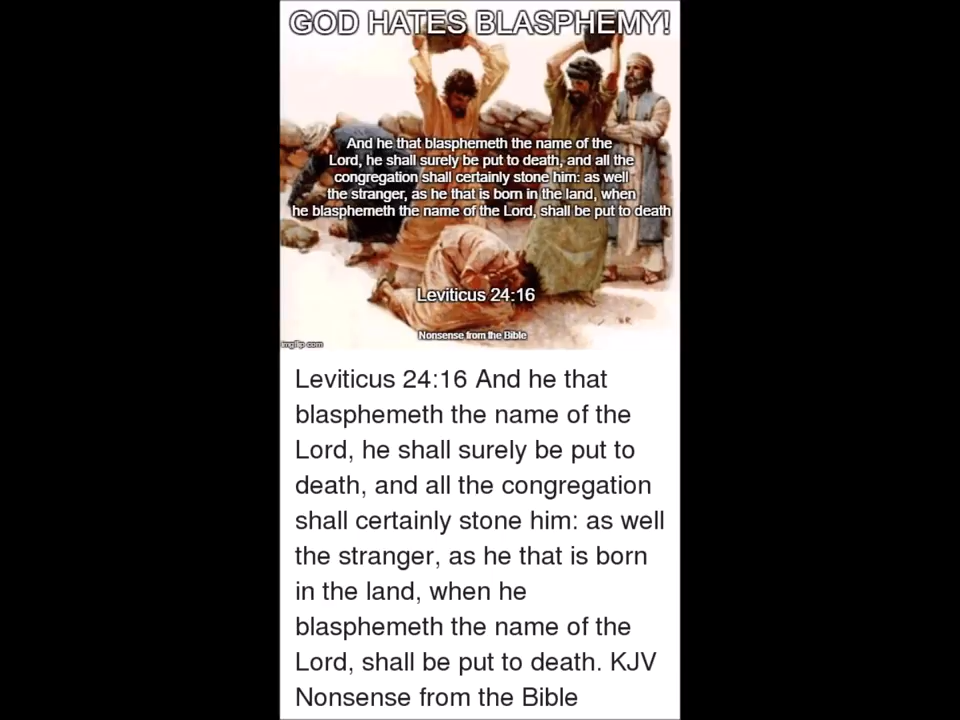 GOD HATES BLASPHEMY!
And he that blasphemeth the name of the
Lord, he shall surely be put to death, and all the
congregation shall certainly stone him: as well
the stranger, as he that is born in the land, when
he blasphemeth the name of the Lord, shall be put to death
Leviticus 24:16
Nonsense from the Bible
imgflip.com
Leviticus 24:16 And he that
blasphemeth the name of the
Lord, he shall surely be put to
death, and all the congregation
shall certainly stone him: as well
the stranger, as he that is born
in the land, when he
blasphemeth the name of the
Lord, shall be put to death. KJV
Nonsense from the Bible